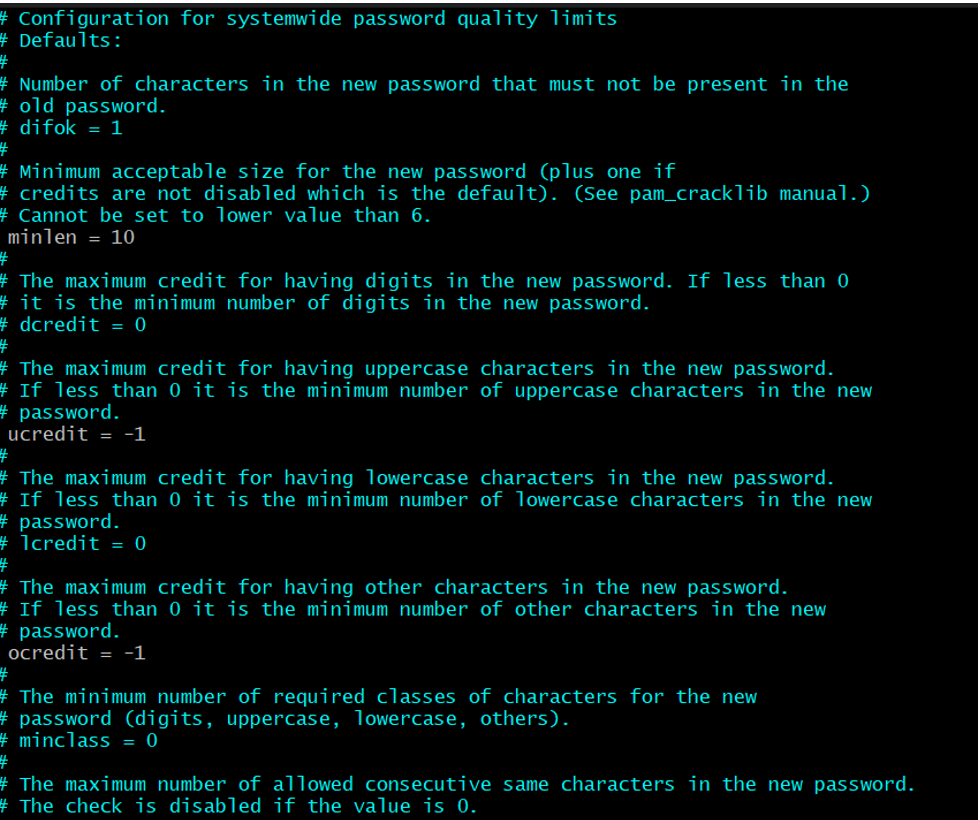 # Configuration for systemwide password quality limits
# Defaults:
#
# Number of characters in the new password that must not be present in the
# old password.
# difok = 1
#
# Minimum acceptable size for the new password (plus one if
# credits are not disabled which is the default). (See pam_cracklib manual.)
# Cannot be set to lower value than 6.
minlen = 10
#
# The maximum credit for having digits in the new password. If less than 0
# it is the minimum number of digits in the new password.
# dcredit = 0
#
# The maximum credit for having uppercase characters in the new password.
# If less than 0 it is the minimum number of uppercase characters in the new
# password.
ucredit = -1
#
# The maximum credit for having lowercase characters in the new password.
# If less than 0 it is the minimum number of lowercase characters in the new
# password.
# lcredit = 0
#
# The maximum credit for having other characters in the new password.
# If less than 0 it is the minimum number of other characters in the new
# password.
ocredit = -1
#
# The minimum number of required classes of characters for the new
# password (digits, uppercase, lowercase, others).
# minclass = 0
#
# The maximum number of allowed consecutive same characters in the new password.
# The check is disabled if the value is 0.